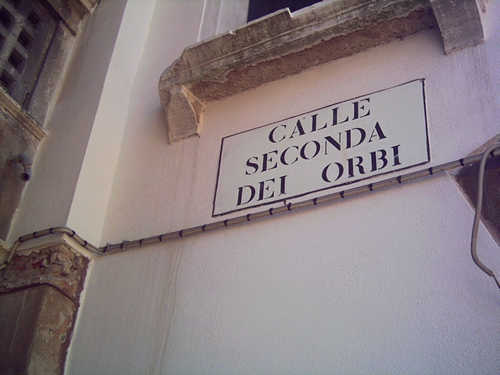 CALLE
SECONDA
DEI ORBI